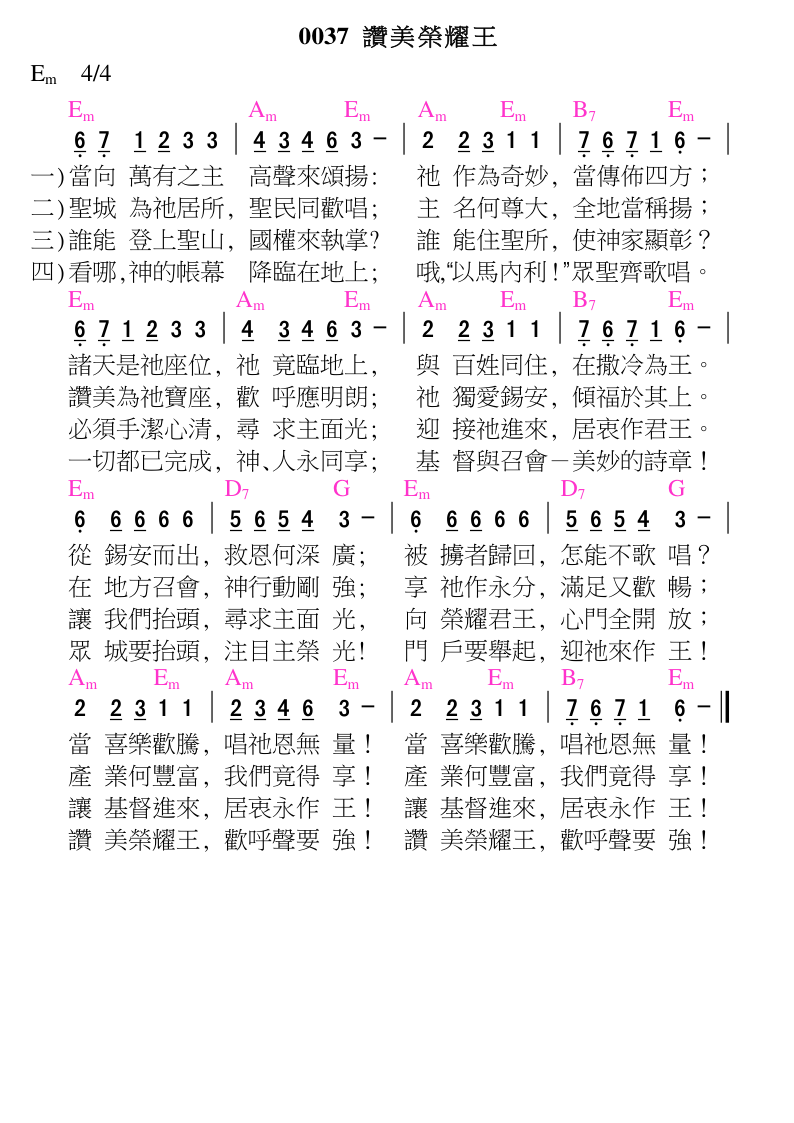 0037 讚美榮耀王
Em 4/4
Em Am Em Am Em B7 Em
6 7 1 2 3 3 | 4 3 4 6 3 - | 2 2 3 1 1 | 7 6 7 1 6 - |
一)當向 萬有之主 高聲來頌揚: 祂 作為奇妙, 當傳佈四方;
二)聖城 為祂居所, 聖民同歡唱; 主 名何尊大, 全地當稱揚;
三)誰能 登上聖山, 國權來執掌? 誰 能住聖所, 使神家顯彰?
四)看哪,神的帳幕 降臨在地上; 哦,“以馬內利!”眾聖齊歌唱。
Em Am Em Am Em B7 Em
6 7 1 2 3 3 | 4 3 4 6 3 - | 2 2 3 1 1 | 7 6 7 1 6 - |
諸天是祂座位, 祂 竟臨地上, 與 百姓同住, 在撒冷為王。
讚美為祂寶座, 歡 呼應明朗; 祂 獨愛錫安, 傾福於其上。
必須手潔心清, 尋 求主面光; 迎 接祂進來, 居衷作君王。
一切都已完成, 神、人永同享; 基 督與召會－美妙的詩章!
Em D7 G Em D7 G
6 6 6 6 6 | 5 6 5 4 3 - | 6 6 6 6 6 | 5 6 5 4 3 - |
從 錫安而出, 救恩何深 廣; 被 擄者歸回, 怎能不歌 唱?
在 地方召會, 神行動剛 強; 享 祂作永分, 滿足又歡 暢;
讓 我們抬頭, 尋求主面 光, 向 榮耀君王, 心門全開 放;
眾 城要抬頭, 注目主榮 光! 門 戶要舉起, 迎祂來作 王!
Am Em Am Em Am Em B7 Em
2 2 3 1 1 | 2 3 4 6 3 - | 2 2 3 1 1 | 7 6 7 1 6 - ‖
當 喜樂歡騰, 唱祂恩無 量! 當 喜樂歡騰, 唱祂恩無 量!
產 業何豐富, 我們竟得 享! 產 業何豐富, 我們竟得 享!
讓 基督進來, 居衷永作 王! 讓 基督進來, 居衷永作 王!
讚 美榮耀王, 歡呼聲要 強! 讚 美榮耀王, 歡呼聲要 強!